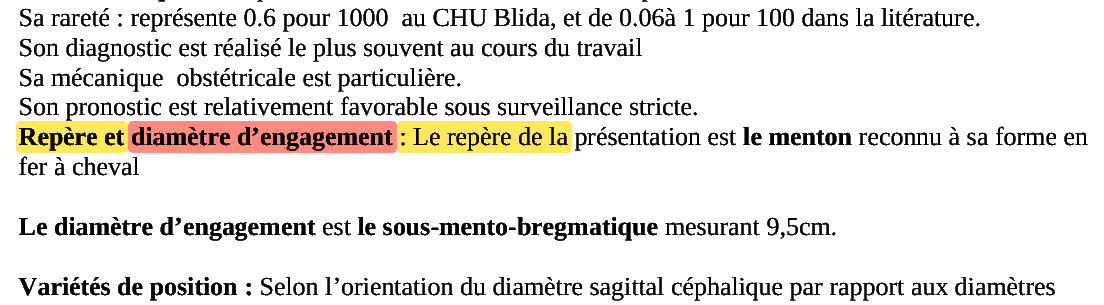 Sa rareté : représente 0.6 pour 1000 au CHU Blida, et de 0.06à 1 pour 100 dans la litérature.
Son diagnostic est réalisé le plus souvent au cours du travail
Sa mécanique obstétricale est particulière.
Son pronostic est relativement favorable sous surveillance stricte.
Repère et diamètre d’engagement : Le repère de la présentation est le menton reconnu à sa forme en
fer à cheval
Le diamètre d’engagement est le sous-mento-bregmatique mesurant 9,5cm.
Variétés de position : Selon l’orientation du diamètre sagittal céphalique par rapport aux diamètres